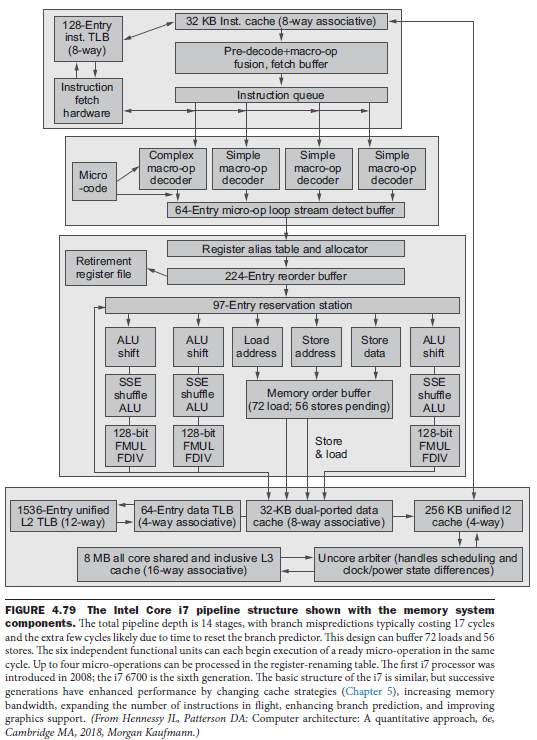 128-Entry
inst. TLB
(8-way)
32 KB Inst. cache (8-way associative)
Pre-decode+macro-op
fusion, fetch buffer
Instruction
fetch
hardware
Instruction queue
Micro
-code
Complex
macro-op
decoder
Simple
macro-op
decoder
Simple
macro-op
decoder
Simple
macro-op
decoder
64-Entry micro-op loop stream detect buffer
Register alias table and allocator
Retirement
register file
224-Entry reorder buffer
97-Entry reservation station
ALU
shift
ALU
shift
Load
address
Store
address
Store
data
ALU
shift
SSE
shuffle
ALU
SSE
shuffle
ALU
Memory order buffer
(72 load; 56 stores pending)
SSE
shuffle
ALU
128-bit
FMUL
FDIV
128-bit
FMUL
FDIV
Store
& load
128-bit
FMUL
FDIV
1536-Entry unified
L2 TLB (12-way)
64-Entry data TLB
(4-way associative)
32-KB dual-ported data
cache (8-way associative)
256 KB unified l2
cache (4-way)
8 MB all core shared and inclusive L3
cache (16-way associative)
Uncore arbiter (handles scheduling and
clock/power state differences)
FIGURE 4.79 The Intel Core i7 pipeline structure shown with the memory system
components. The total pipeline depth is 14 stages, with branch mispredictions typically costing 17 cycles
and the extra few cycles likely due to time to reset the branch predictor. This design can buffer 72 loads and 56
stores. The six independent functional units can each begin execution of a ready micro-operation in the same
cycle. Up to four micro-operations can be processed in the register-renaming table. The first i7 processor was
introduced in 2008; the i7 6700 is the sixth generation. The basic structure of the i7 is similar, but successive
generations have enhanced performance by changing cache strategies (Chapter 5), increasing memory
bandwidth, expanding the number of instructions in flight, enhancing branch prediction, and improving
graphics support. (From Hennessy JL, Patterson DA: Computer architecture: A quantitative approach, 6e,
Cambridge MA, 2018, Morgan Kaufmann.)